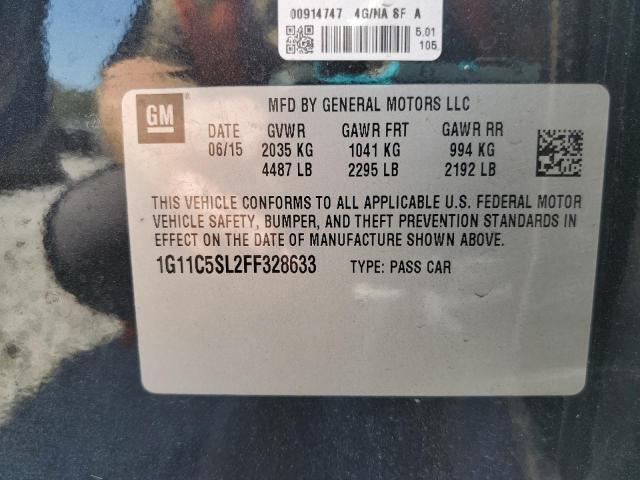 00914747 4G/NA SF A
5.01
105
GM
MFD BY GENERAL MOTORS LLC
DATE GVWR GAWR FRT GAWR RR
06/15 2035 KG 1041 KG 994 KG
4487 LB 2295 LB 2192 LB
THIS VEHICLE CONFORMS TO ALL APPLICABLE U.S. FEDERAL MOTOR
VEHICLE SAFETY, BUMPER, AND THEFT PREVENTION STANDARDS IN
EFFECT ON THE DATE OF MANUFACTURE SHOWN ABOVE.
1G11C5SL2FF328633 TYPE: PASS CAR